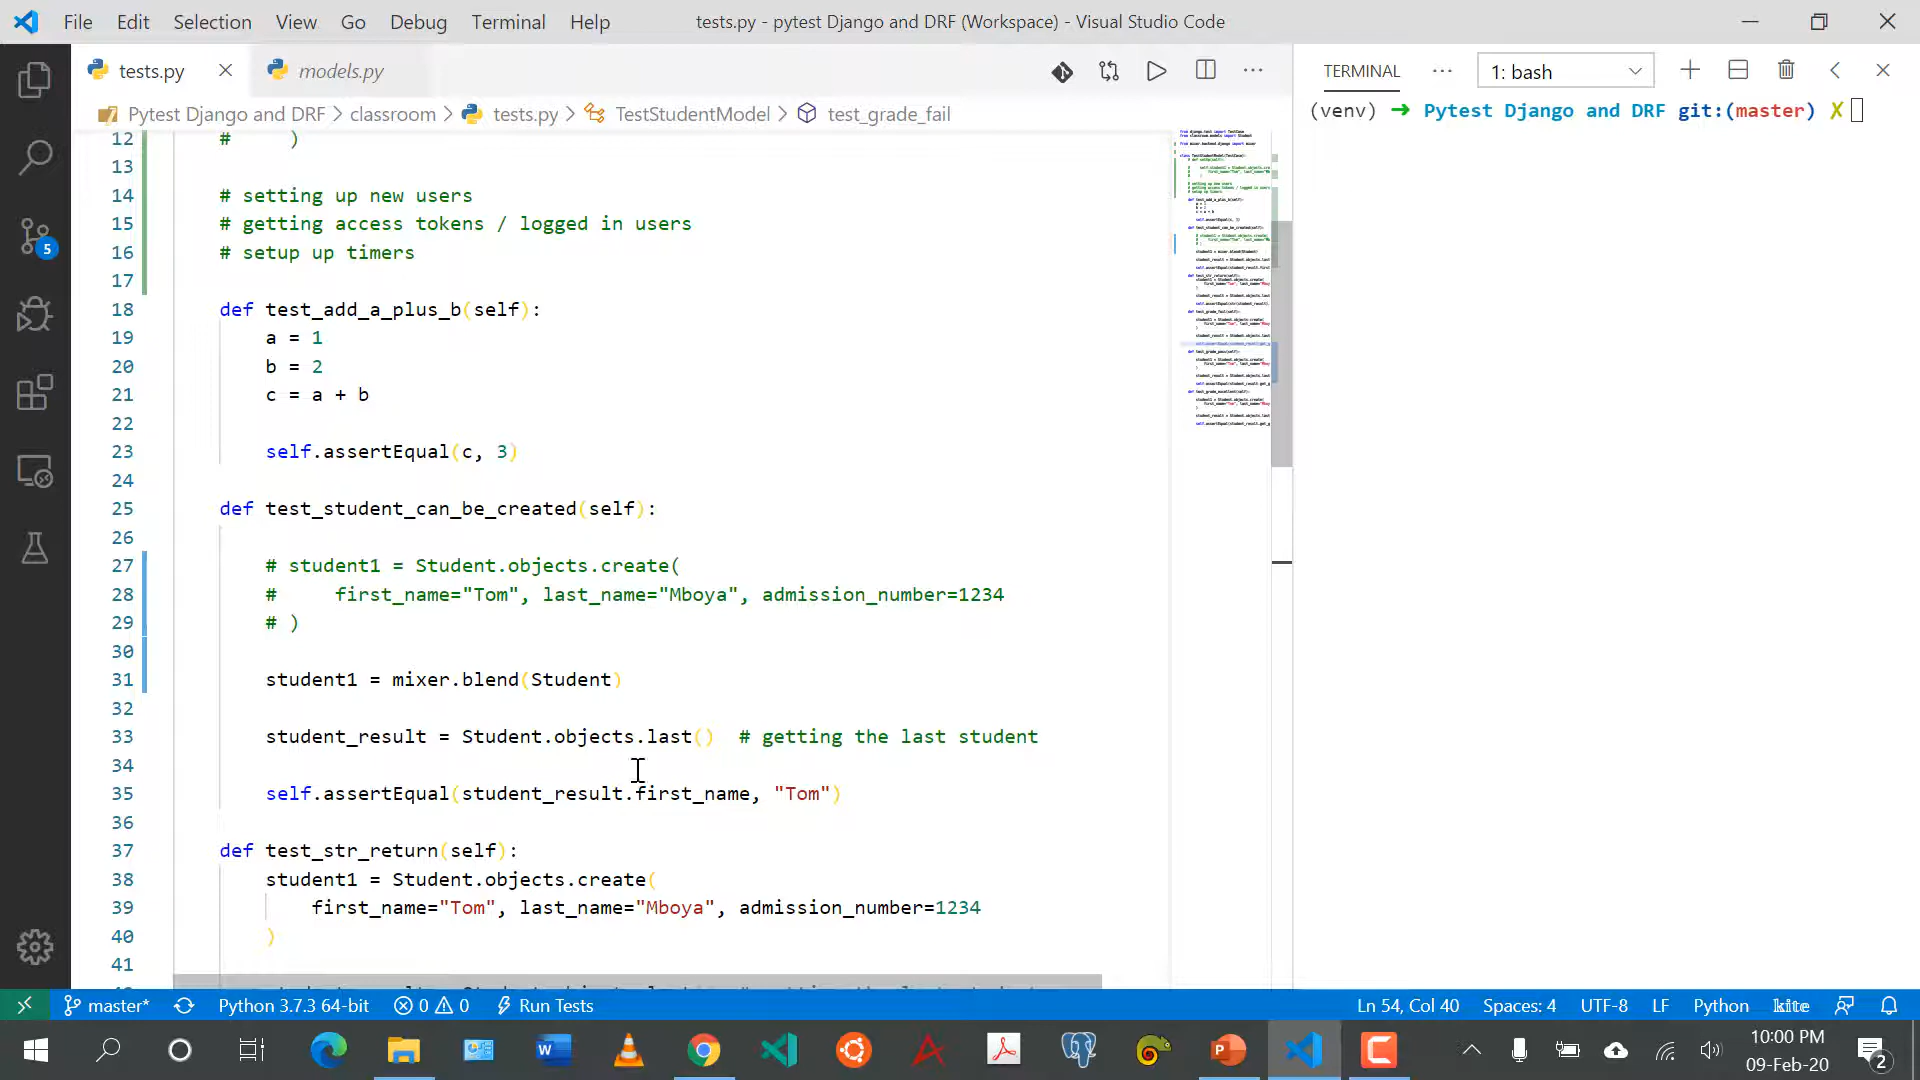 File Edit Selection View Go Debug Terminal Help
tests.py - pytest Django and DRF (Workspace) - Visual Studio Code
tests.py
models.py
TERMINAL
1: bash
Pytest Django and DRF > classroom > tests.py > TestStudentModel > test_grade_fail
(venv) ➜ Pytest Django and DRF git:(master) ✗
12 # )
13
14 # setting up new users
15 # getting access tokens / logged in users
16 # setup up timers
17
18 def test_add_a_plus_b(self):
19 a = 1
20 b = 2
21 c = a + b
22
23 self.assertEqual(c, 3)
24
25 def test_student_can_be_created(self):
26
27 # student1 = Student.objects.create(
28 # first_name="Tom", last_name="Mboya", admission_number=1234
29 # )
30
31 student1 = mixer.blend(Student)
32
33 student_result = Student.objects.last() # getting the last student
34
35 self.assertEqual(student_result.first_name, "Tom")
36
37 def test_str_return(self):
38 student1 = Student.objects.create(
39 first_name="Tom", last_name="Mboya", admission_number=1234
40 )
41
5
master* Python 3.7.3 64-bit 0 0 Run Tests
Ln 54, Col 40 Spaces: 4 UTF-8 LF Python kite
10:00 PM
09-Feb-20
2